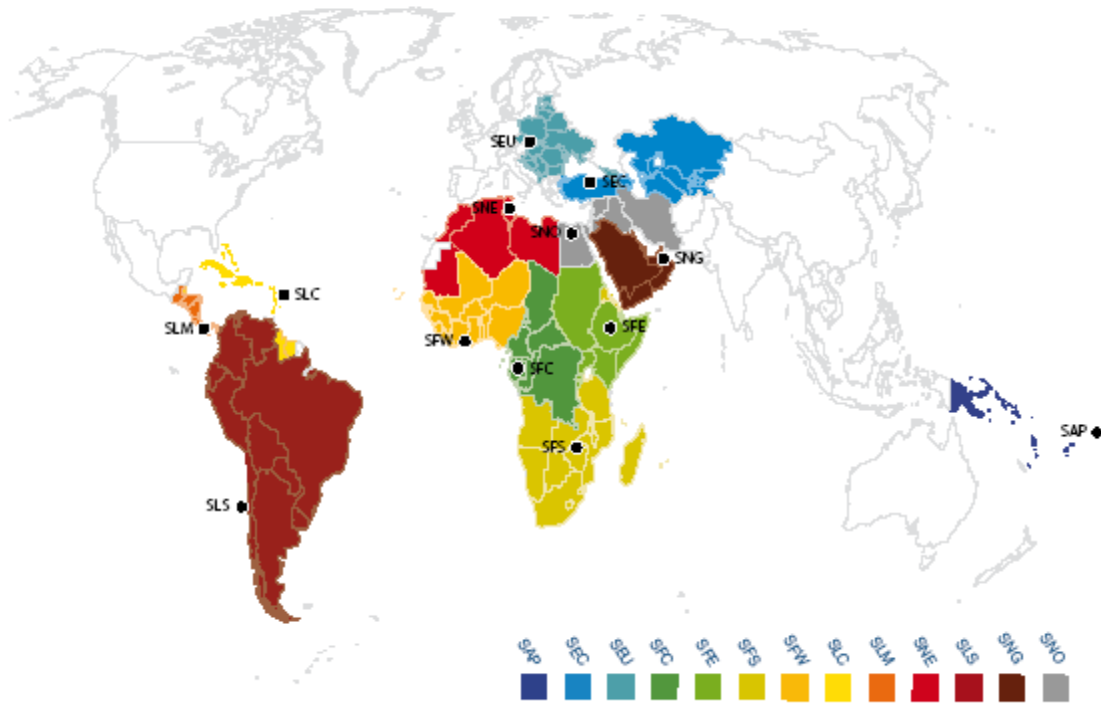 SEU
SEC
SNE
SNO
SNG
SLC
SLM
SFW
SFE
SFC
SAP
SFS
SLS
SAP SEC SEU SFC SFE SFS SFW SLC SLM SNE SLS SNG SNO